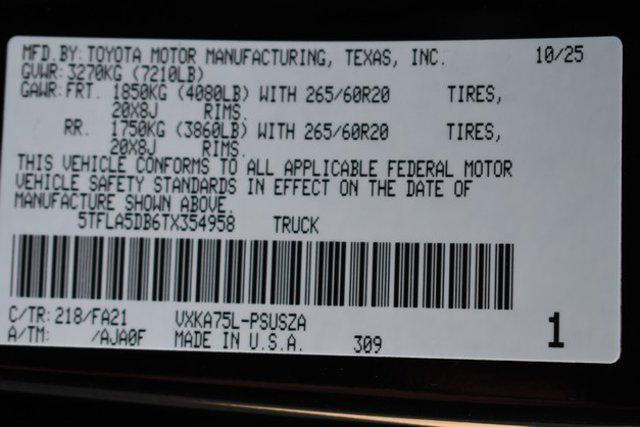 MFD.BY: TOYOTA MOTOR MANUFACTURING, TEXAS, INC. 10/25
GVWR: 3270KG (7210LB)
GAWR: FRT. 1850KG (4080LB) WITH 265/60R20 TIRES,
20X8J RIMS.
RR. 1750KG (3860LB) WITH 265/60R20 TIRES,
20X8J RIMS.
THIS VEHICLE CONFORMS TO ALL APPLICABLE FEDERAL MOTOR
VEHICLE SAFETY STANDARDS IN EFFECT ON THE DATE OF
MANUFACTURE SHOWN ABOVE.
5TFLA5DB6TX354958 TRUCK
C/TR: 218/FA21 VXKA75L-PSUSZA
A/TM: /AJA0F MADE IN U.S.A. 309 1